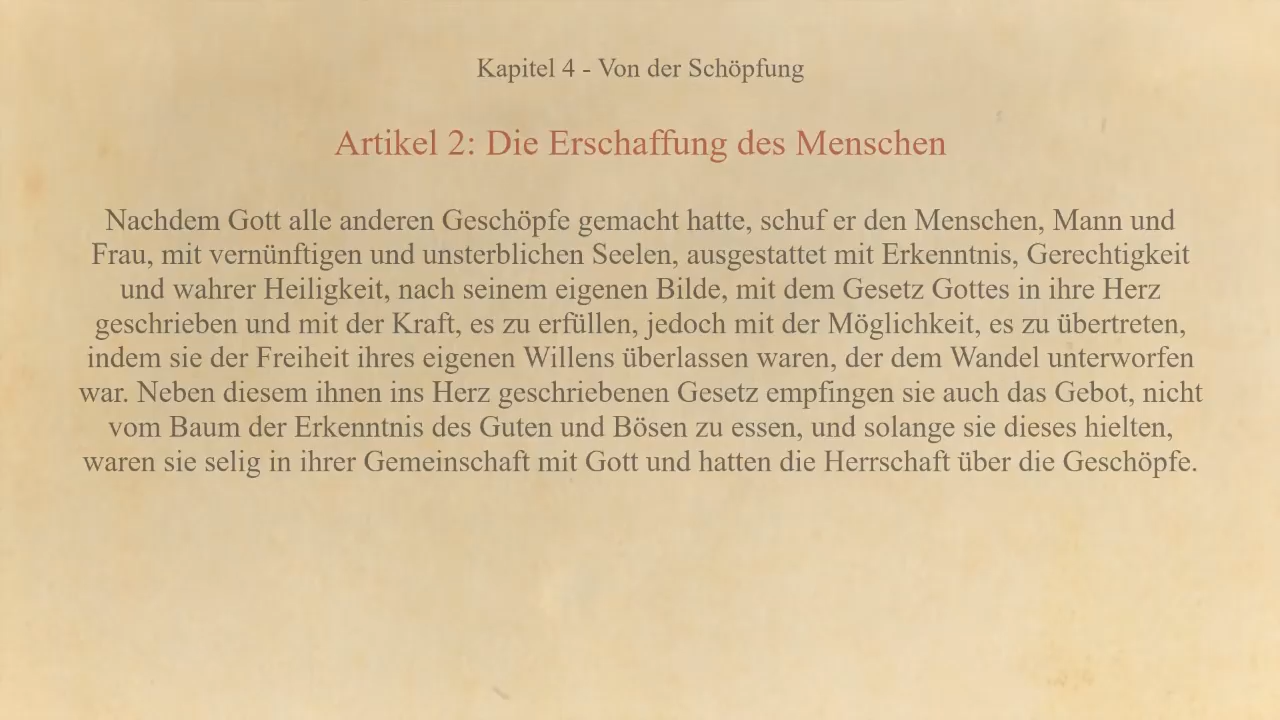 Kapitel 4 - Von der Schöpfung
Artikel 2: Die Erschaffung des Menschen
Nachdem Gott alle anderen Geschöpfe gemacht hatte, schuf er den Menschen, Mann und
Frau, mit vernünftigen und unsterblichen Seelen, ausgestattet mit Erkenntnis, Gerechtigkeit
und wahrer Heiligkeit, nach seinem eigenen Bilde, mit dem Gesetz Gottes in ihre Herz
geschrieben und mit der Kraft, es zu erfüllen, jedoch mit der Möglichkeit, es zu übertreten,
indem sie der Freiheit ihres eigenen Willens überlassen waren, der dem Wandel unterworfen
war. Neben diesem ihnen ins Herz geschriebenen Gesetz empfingen sie auch das Gebot, nicht
vom Baum der Erkenntnis des Guten und Bösen zu essen, und solange sie dieses hielten,
waren sie selig in ihrer Gemeinschaft mit Gott und hatten die Herrschaft über die Geschöpfe.